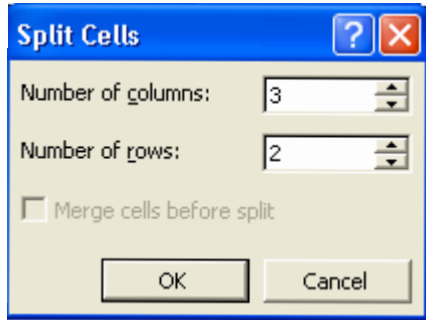 Split Cells
Number of columns: 3
Number of rows: 2
Merge cells before split
OK Cancel